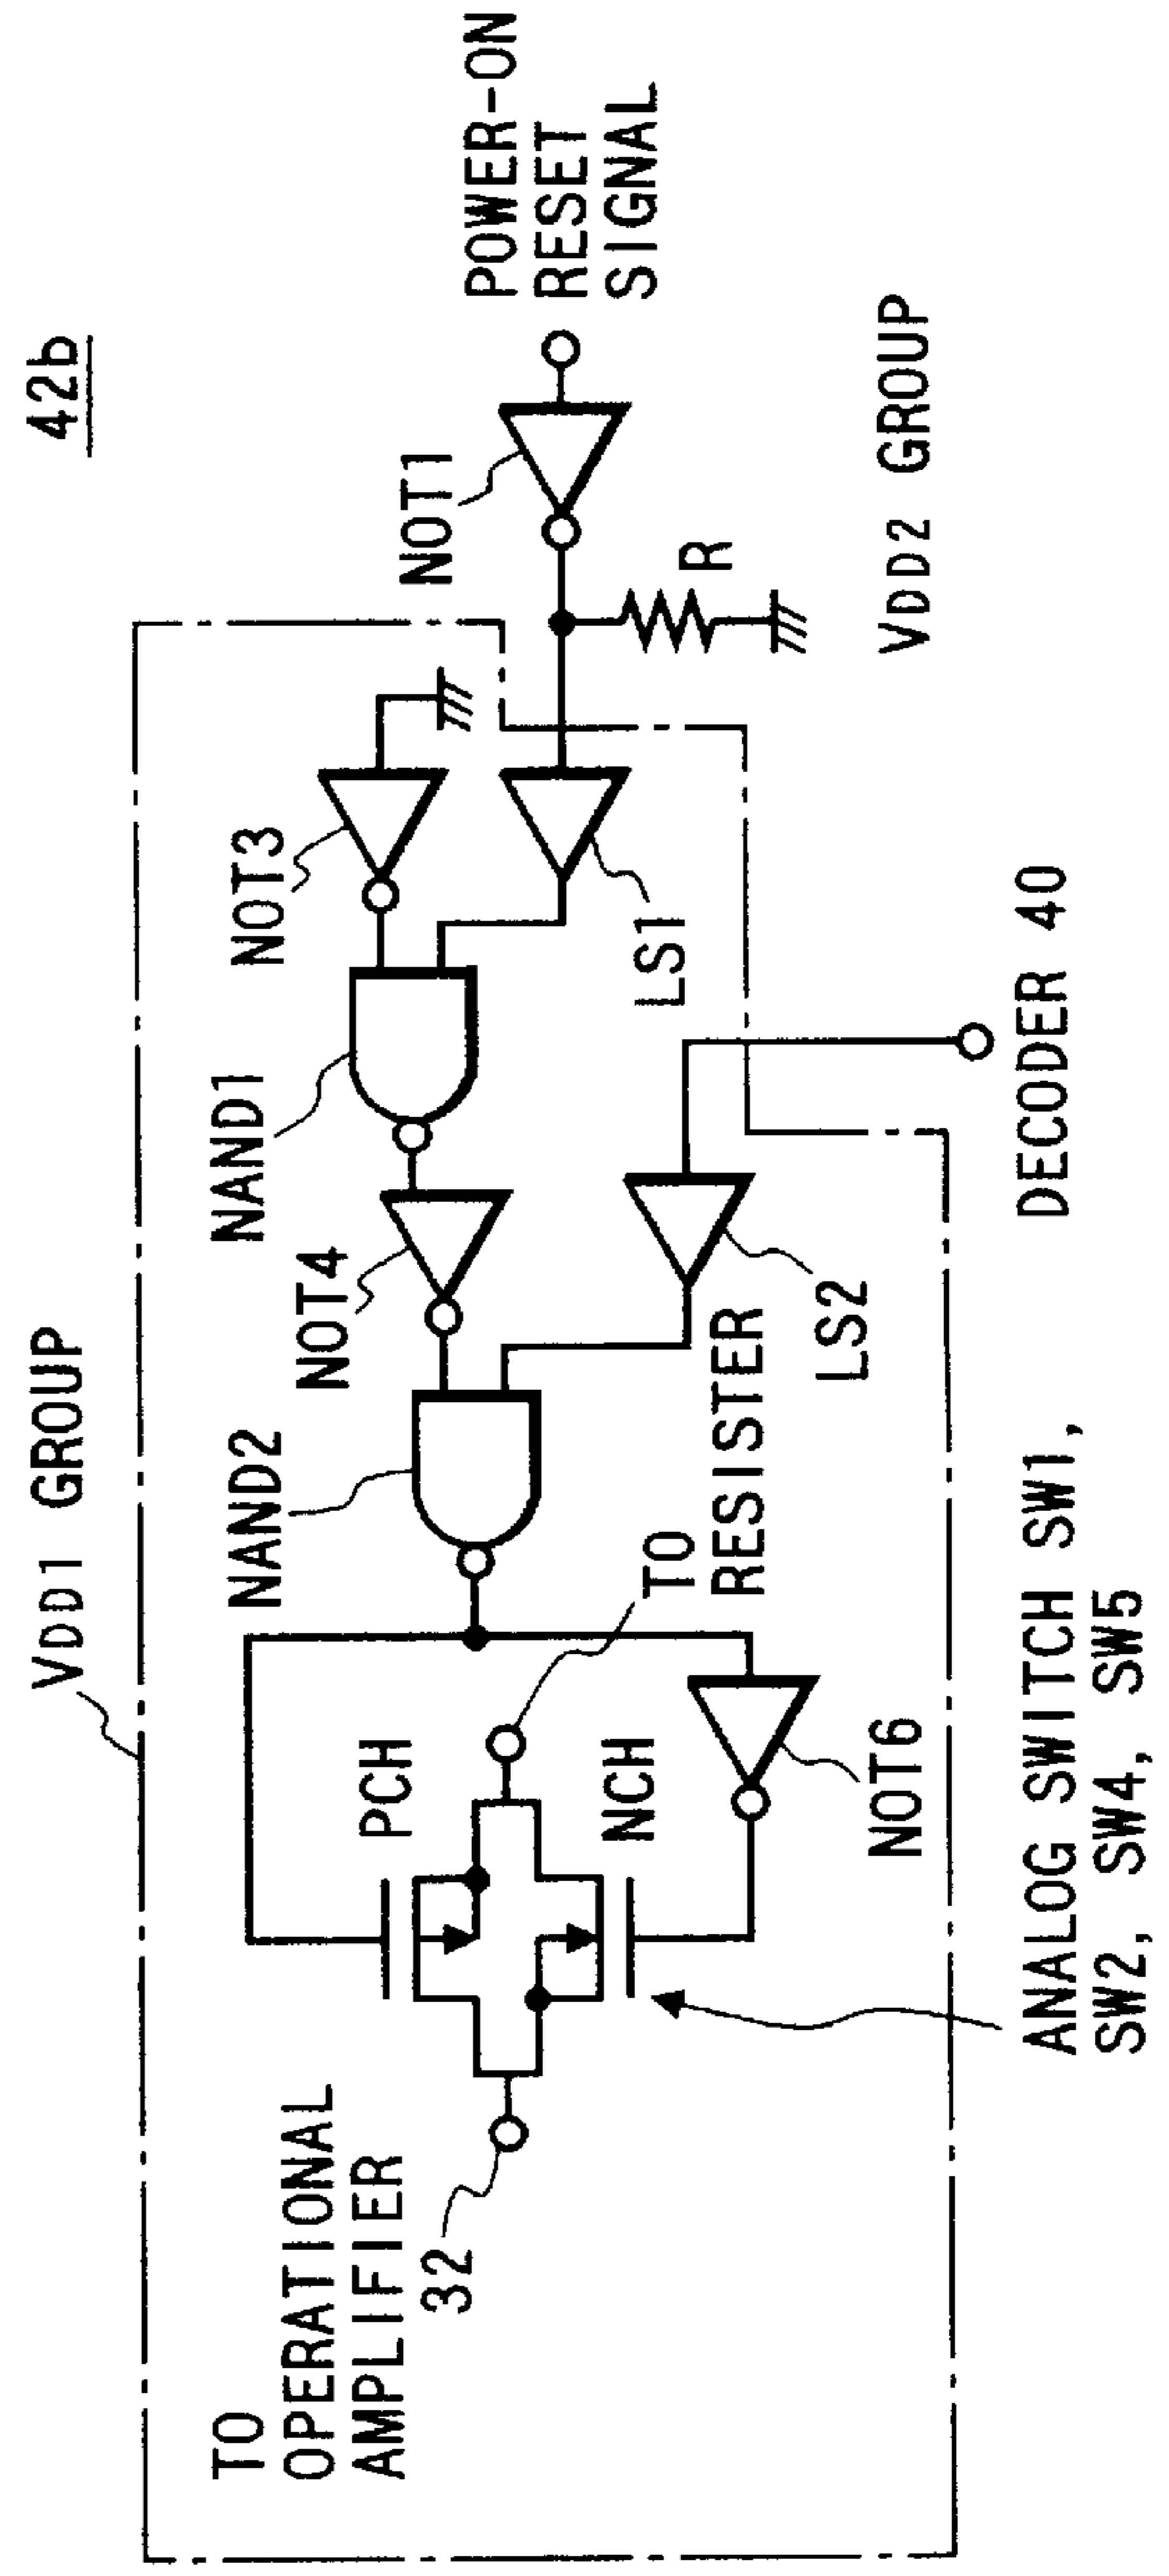 42b
VDD1 GROUP
POWER-ON
RESET
SIGNAL
NOT1
R
VDD2 GROUP
NOT3
LS1
NAND1
NOT4
LS2
DECODER 40
NAND2
TO
RESISTER
PCH
NCH
NOT6
ANALOG SWITCH SW1,
SW2, SW4, SW5
TO
OPERATIONAL
AMPLIFIER
32